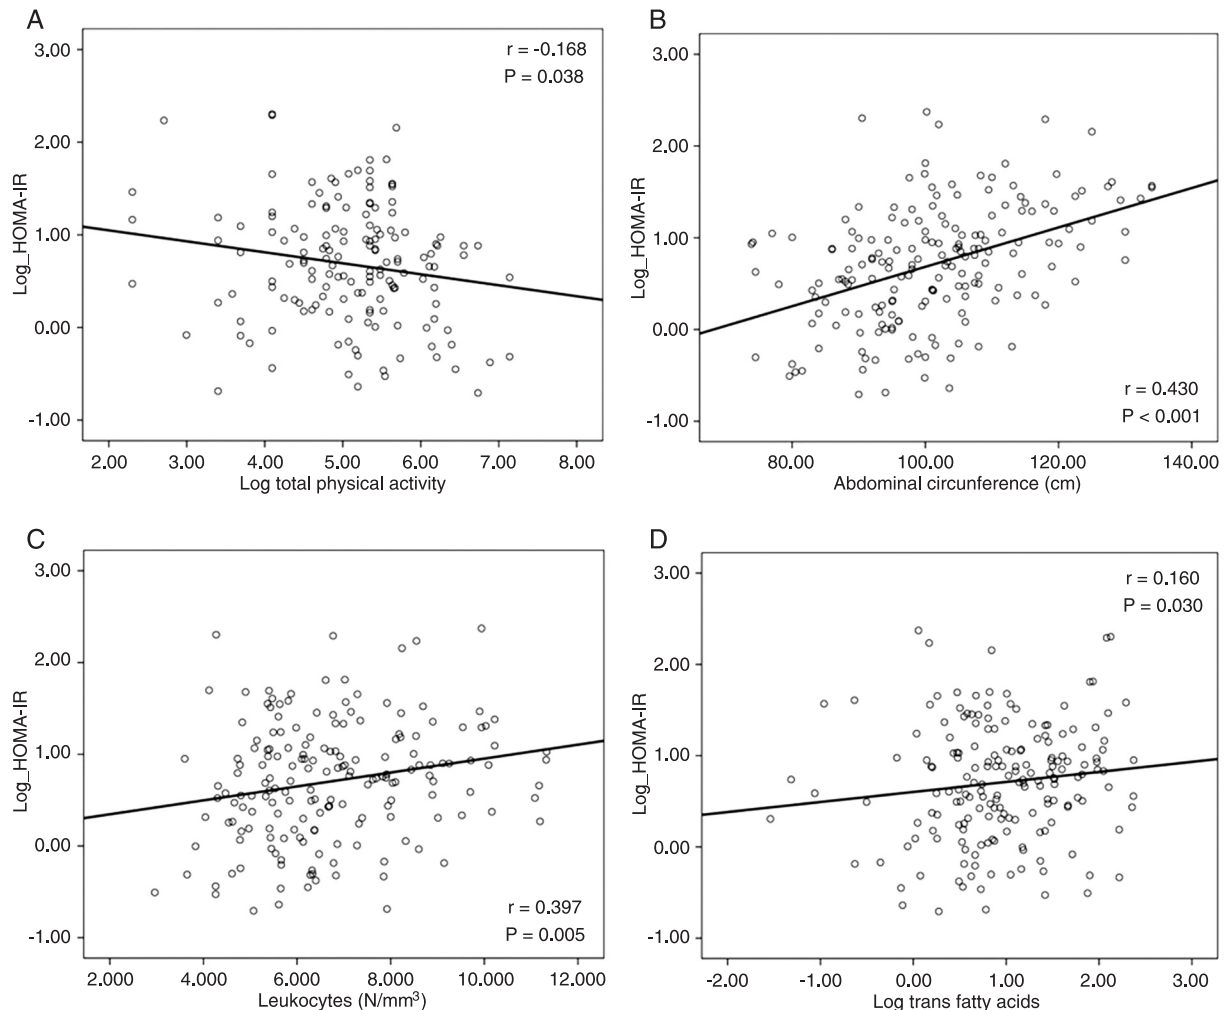 A
r = -0.168
P = 0.038
3.00
2.00
1.00
0.00
-1.00
Log_HOMA-IR
2.00 3.00 4.00 5.00 6.00 7.00 8.00
Log total physical activity
B
3.00
2.00
1.00
0.00
-1.00
Log_HOMA-IR
r = 0.430
P < 0.001
80.00 100.00 120.00 140.00
Abdominal circunference (cm)
C
3.00
2.00
1.00
0.00
-1.00
Log_HOMA-IR
r = 0.397
P = 0.005
2.000 4.000 6.000 8.000 10.000 12.000
Leukocytes (N/mm³)
D
r = 0.160
P = 0.030
3.00
2.00
1.00
0.00
-1.00
Log_HOMA-IR
-2.00 -1.00 0.00 1.00 2.00 3.00
Log trans fatty acids